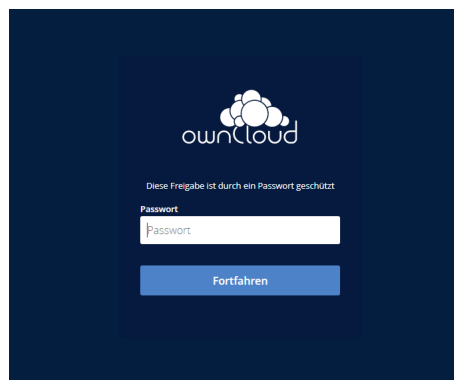 ownCloud
Diese Freigabe ist durch ein Passwort geschützt
Passwort
Passwort
Fortfahren